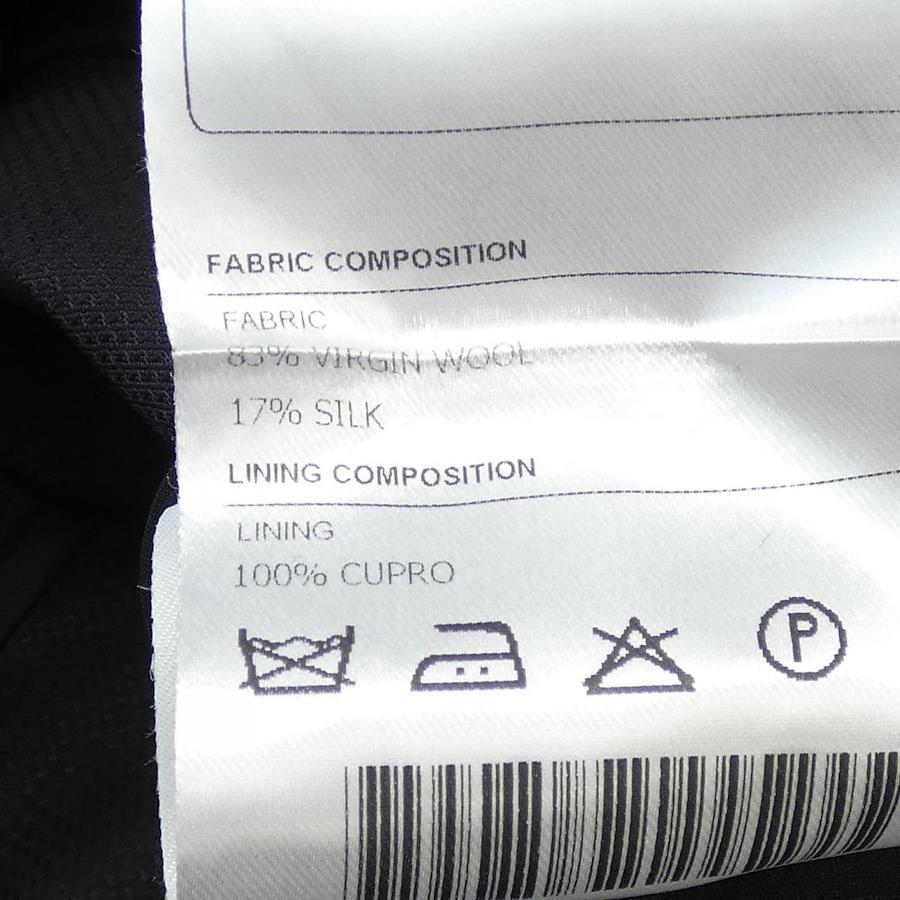 FABRIC COMPOSITION
FABRIC
83% VIRGIN WOOL
17% SILK
LINING COMPOSITION
LINING
100% CUPRO
P